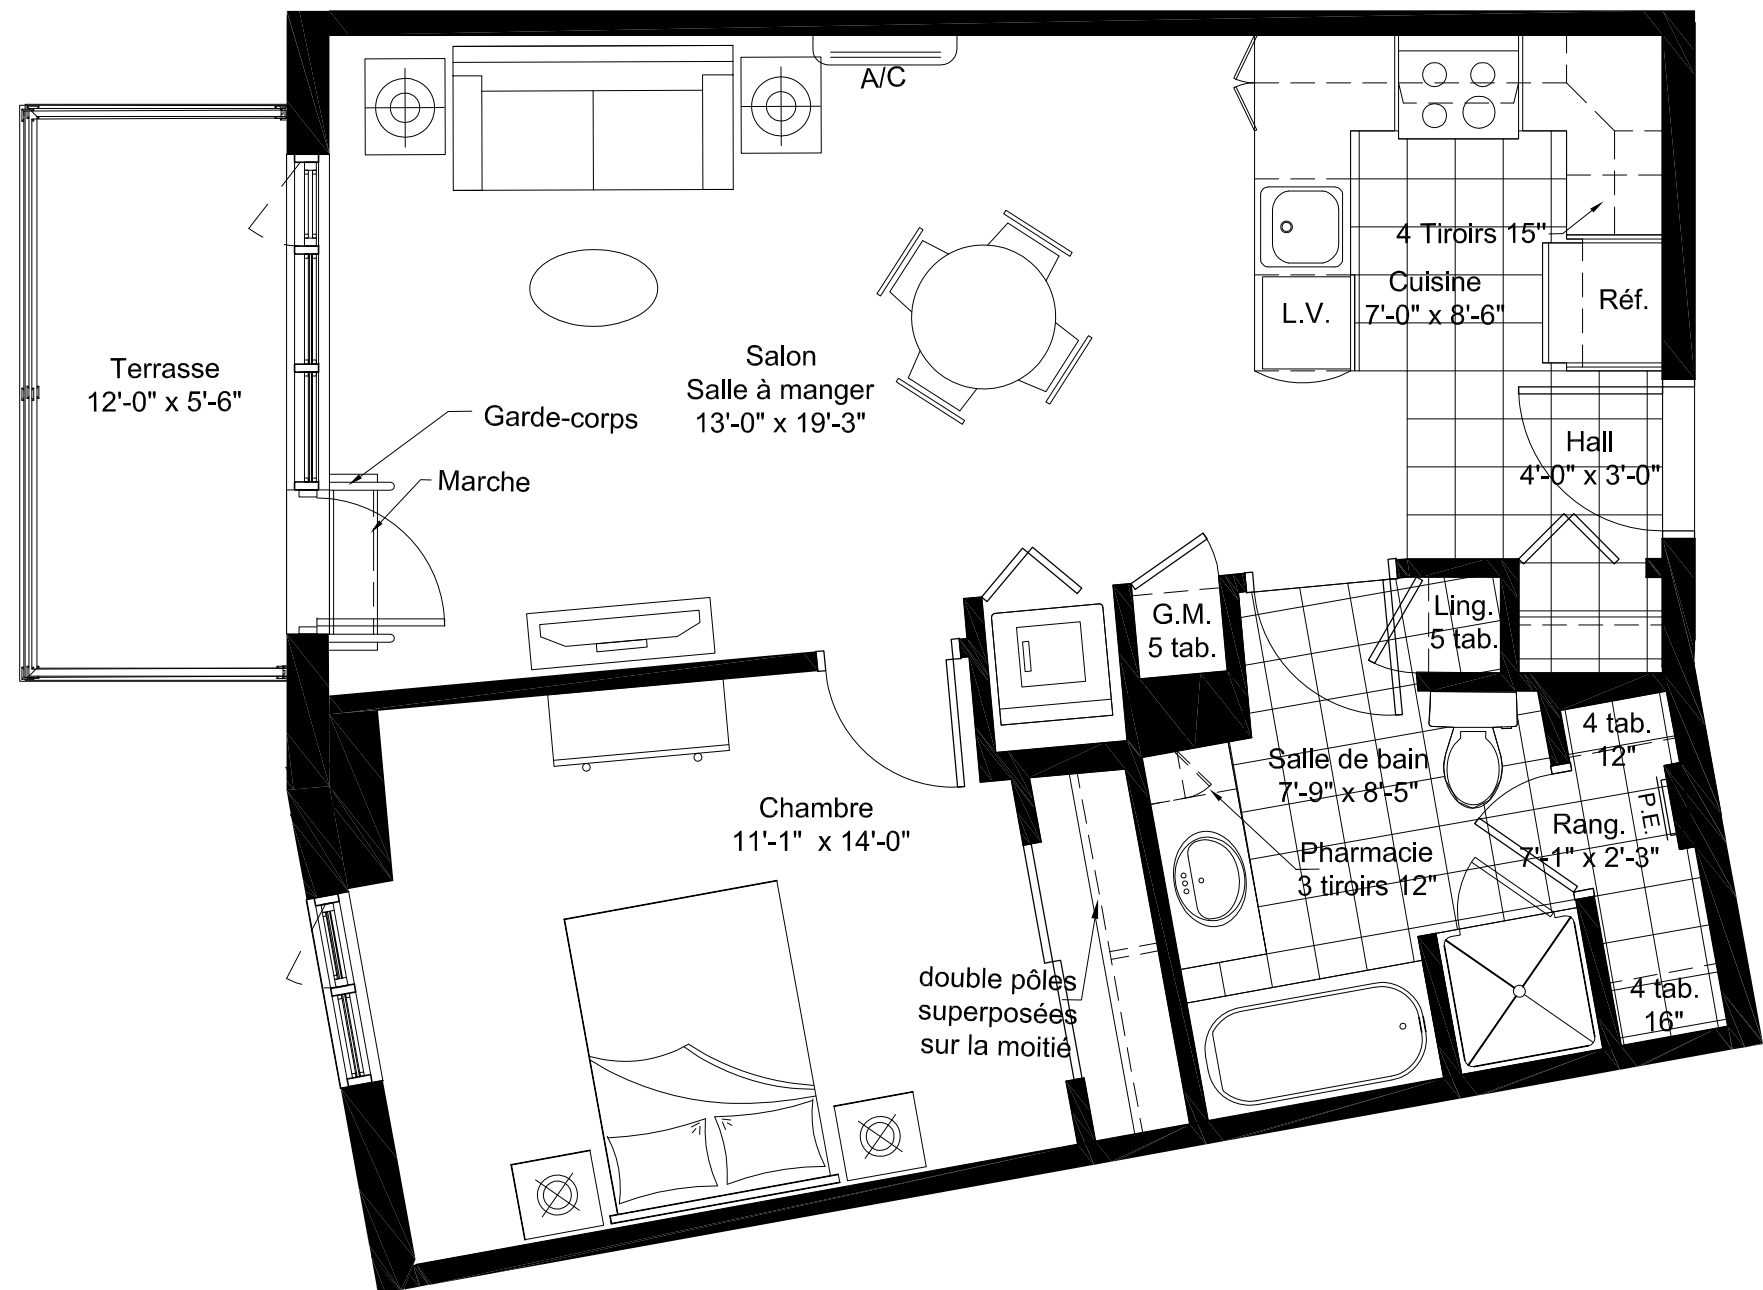 A/C
4 Tiroirs 15"
Cuisine
7'-0" x 8'-6"
L.V.
Réf.
Terrasse
12'-0" x 5'-6"
Salon
Salle à manger
13'-0" x 19'-3"
Garde-corps
Marche
Hall
4'-0" x 3'-0"
G.M.
5 tab.
Ling.
5 tab.
4 tab.
12"
Salle de bain
7'-9" x 8'-5"
P.E.
Chambre
11'-1" x 14'-0"
Rang.
7'-1" x 2'-3"
Pharmacie
3 tiroirs 12"
double pôles
superposées
sur la moitié
4 tab.
16"